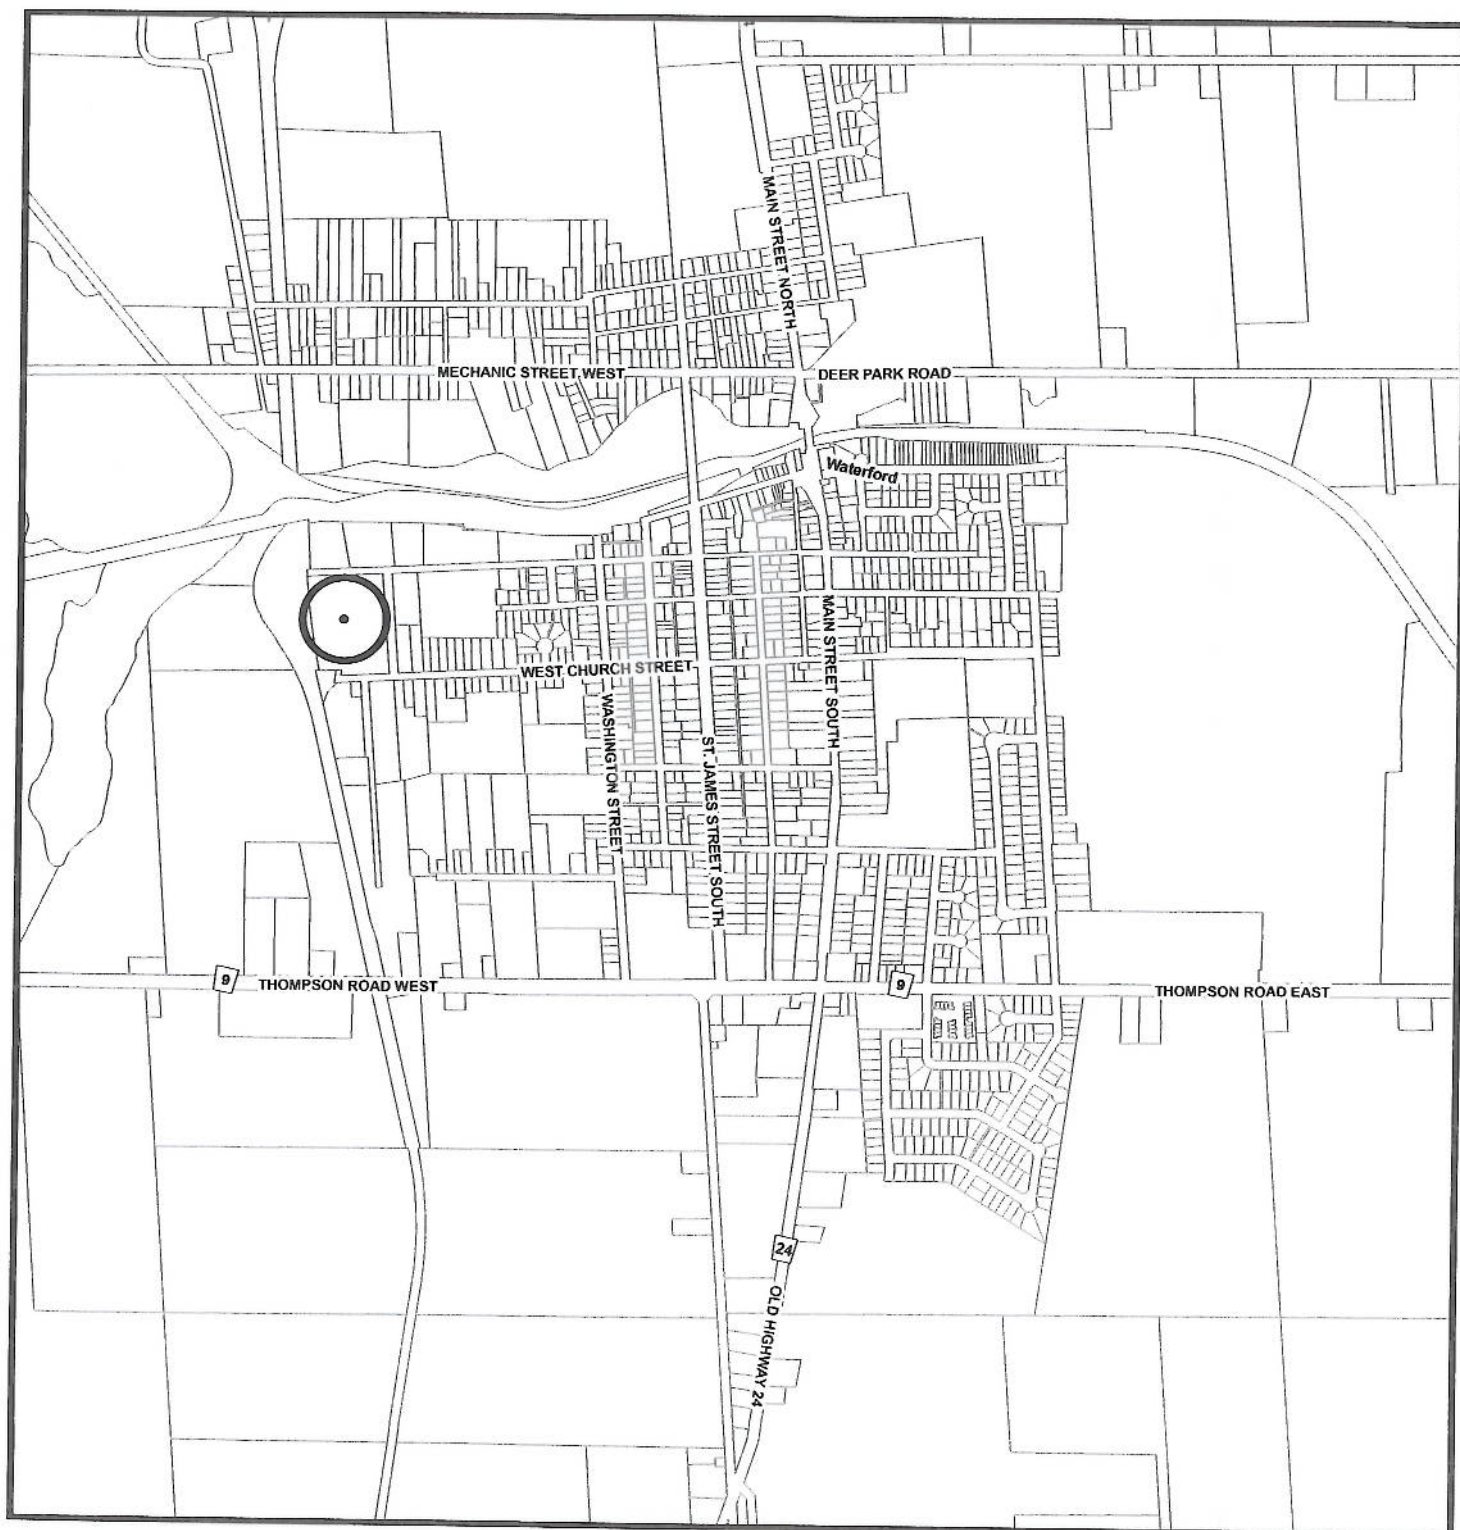 MAIN STREET NORTH
MECHANIC STREET WEST
DEER PARK ROAD
Waterford
MAIN STREET SOUTH
WEST CHURCH STREET
WASHINGTON STREET
ST. JAMES STREET SOUTH
9
THOMPSON ROAD WEST
9
THOMPSON ROAD EAST
24
OLD HIGHWAY 24